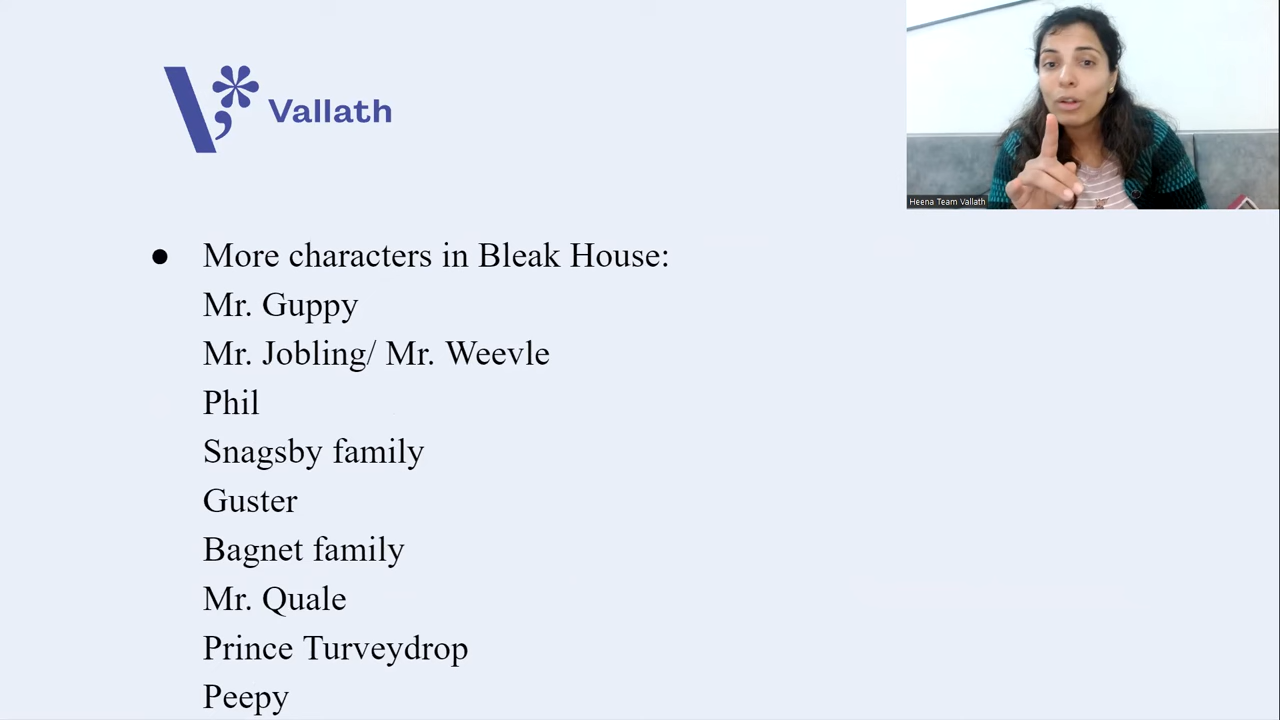 Vallath
Heena Team Vallath
● More characters in Bleak House:
Mr. Guppy
Mr. Jobling/ Mr. Weevle
Phil
Snagsby family
Guster
Bagnet family
Mr. Quale
Prince Turveydrop
Peepy